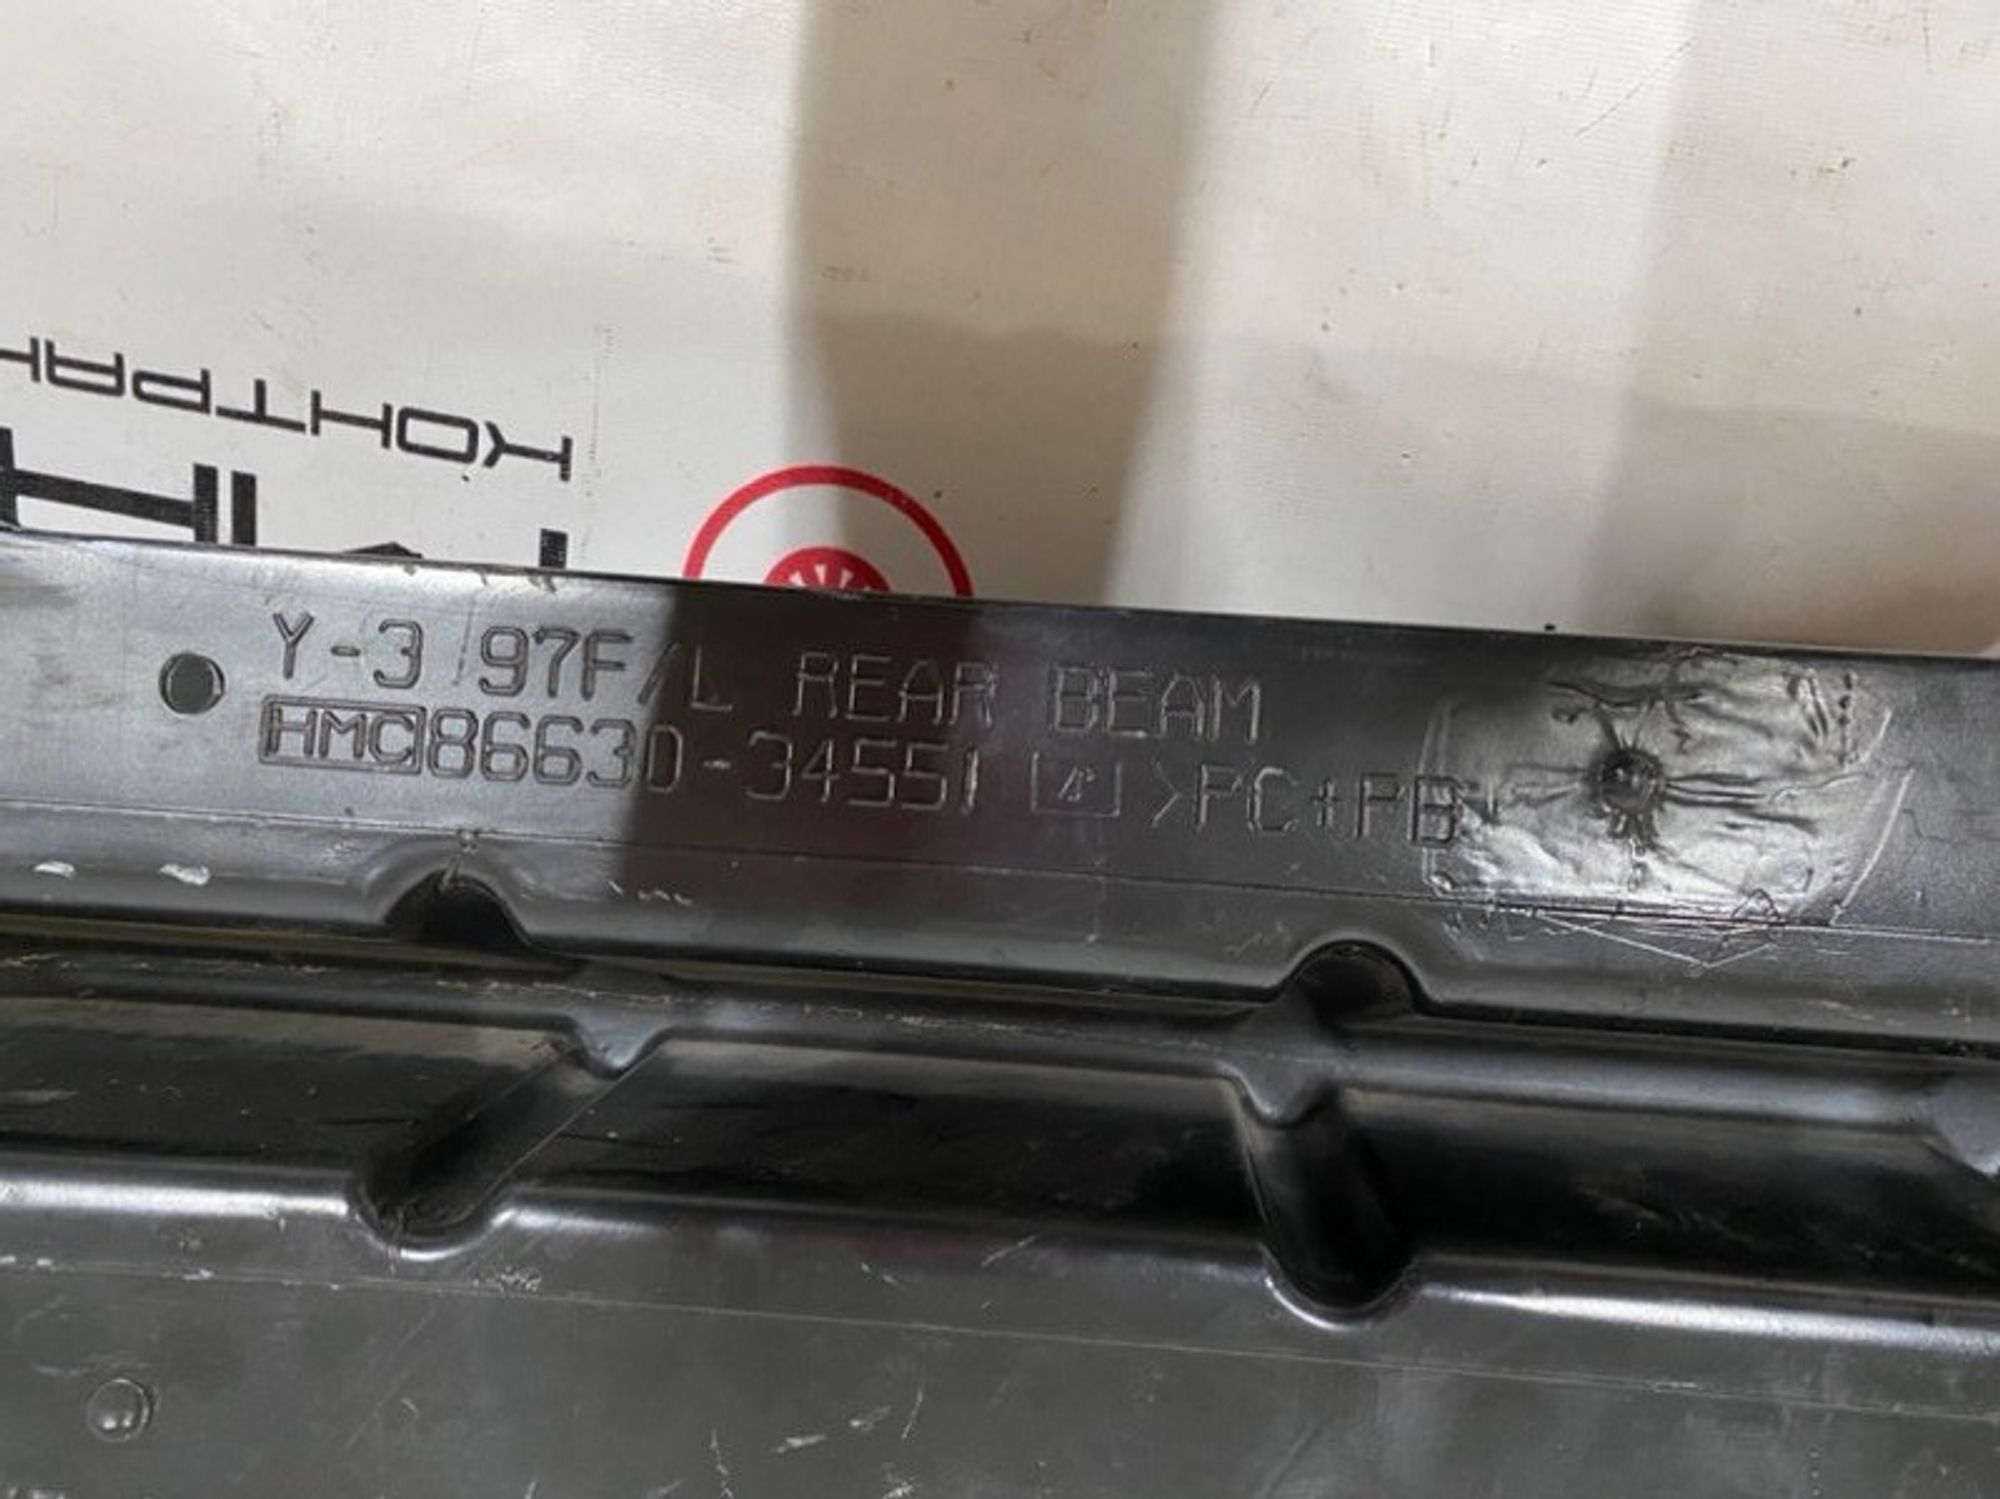 КОНТРАК
Y-3 '97F/L REAR BEAM
HMC 86630-34551 >PC+PB